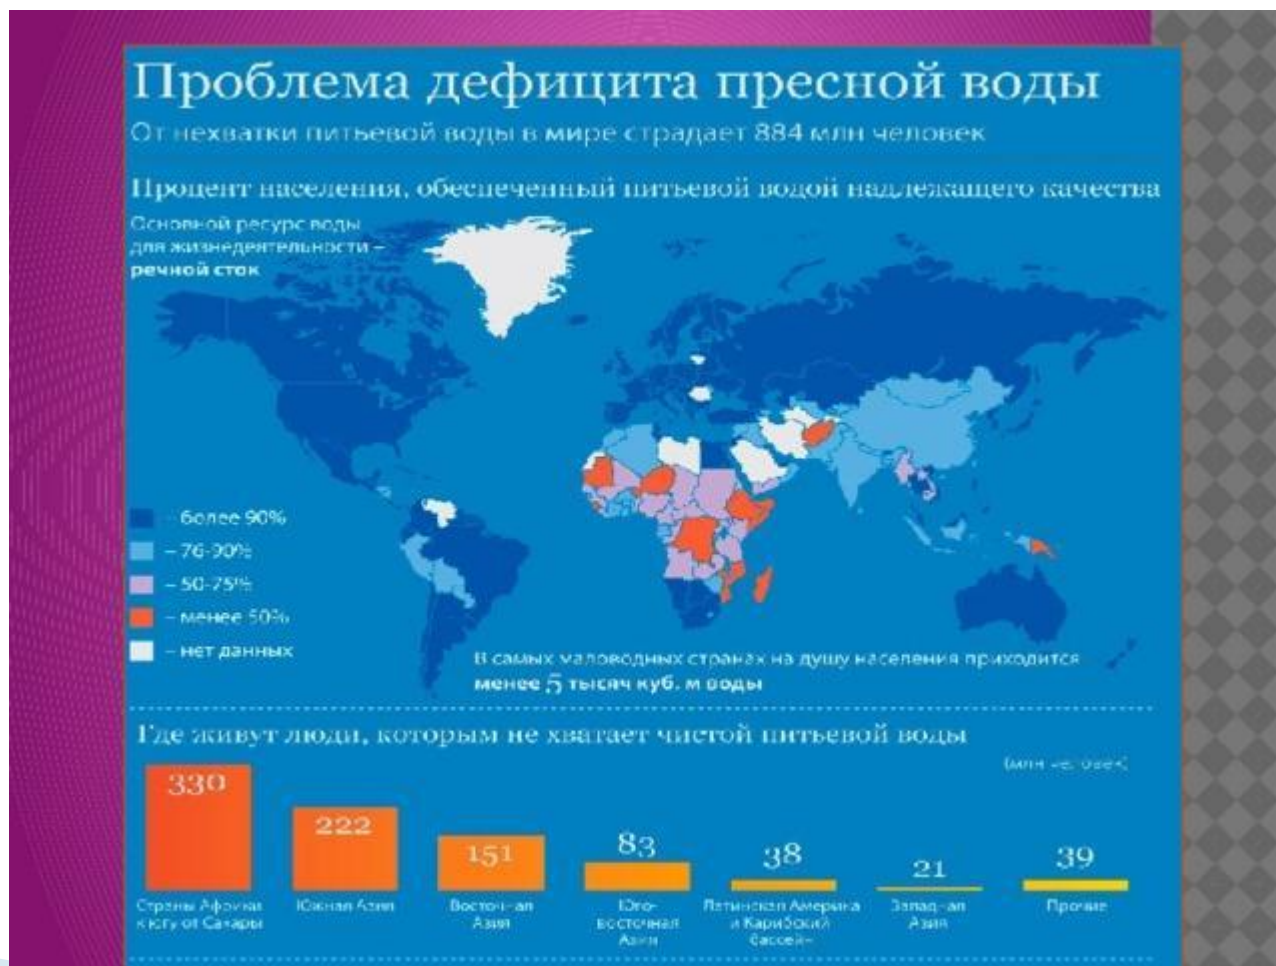 Проблема дефицита пресной воды
От нехватки питьевой воды в мире страдает 884 млн человек
Процент населения, обеспеченный питьевой водой надлежащего качества
Основной ресурс воды
для жизнедеятельности –
речной сток
– более 90%
– 76-90%
– 50-75%
– менее 50%
– нет данных
В самых маловодных странах на душу населения приходится
менее 5 тысяч куб. м воды
Где живут люди, которым не хватает чистой питьевой воды
(млн человек)
330
222
151
83
38
21
39
Страны Африки
к югу от Сахары
Южная Азия
Восточная
Азия
Юго-
восточная
Азия
Латинская Америка
и Карибский
бассейн
Западная
Азия
Прочие